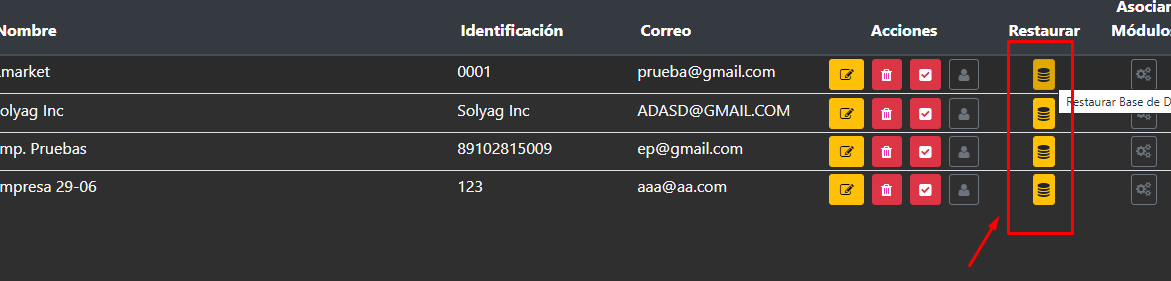 Nombre Identificación Correo Acciones Restaurar Asociar Módulos
market 0001 prueba@gmail.com
olyag Inc Solyag Inc ADASD@GMAIL.COM
Restaurar Base de D
mp. Pruebas 89102815009 ep@gmail.com
mpresa 29-06 123 aaa@aa.com